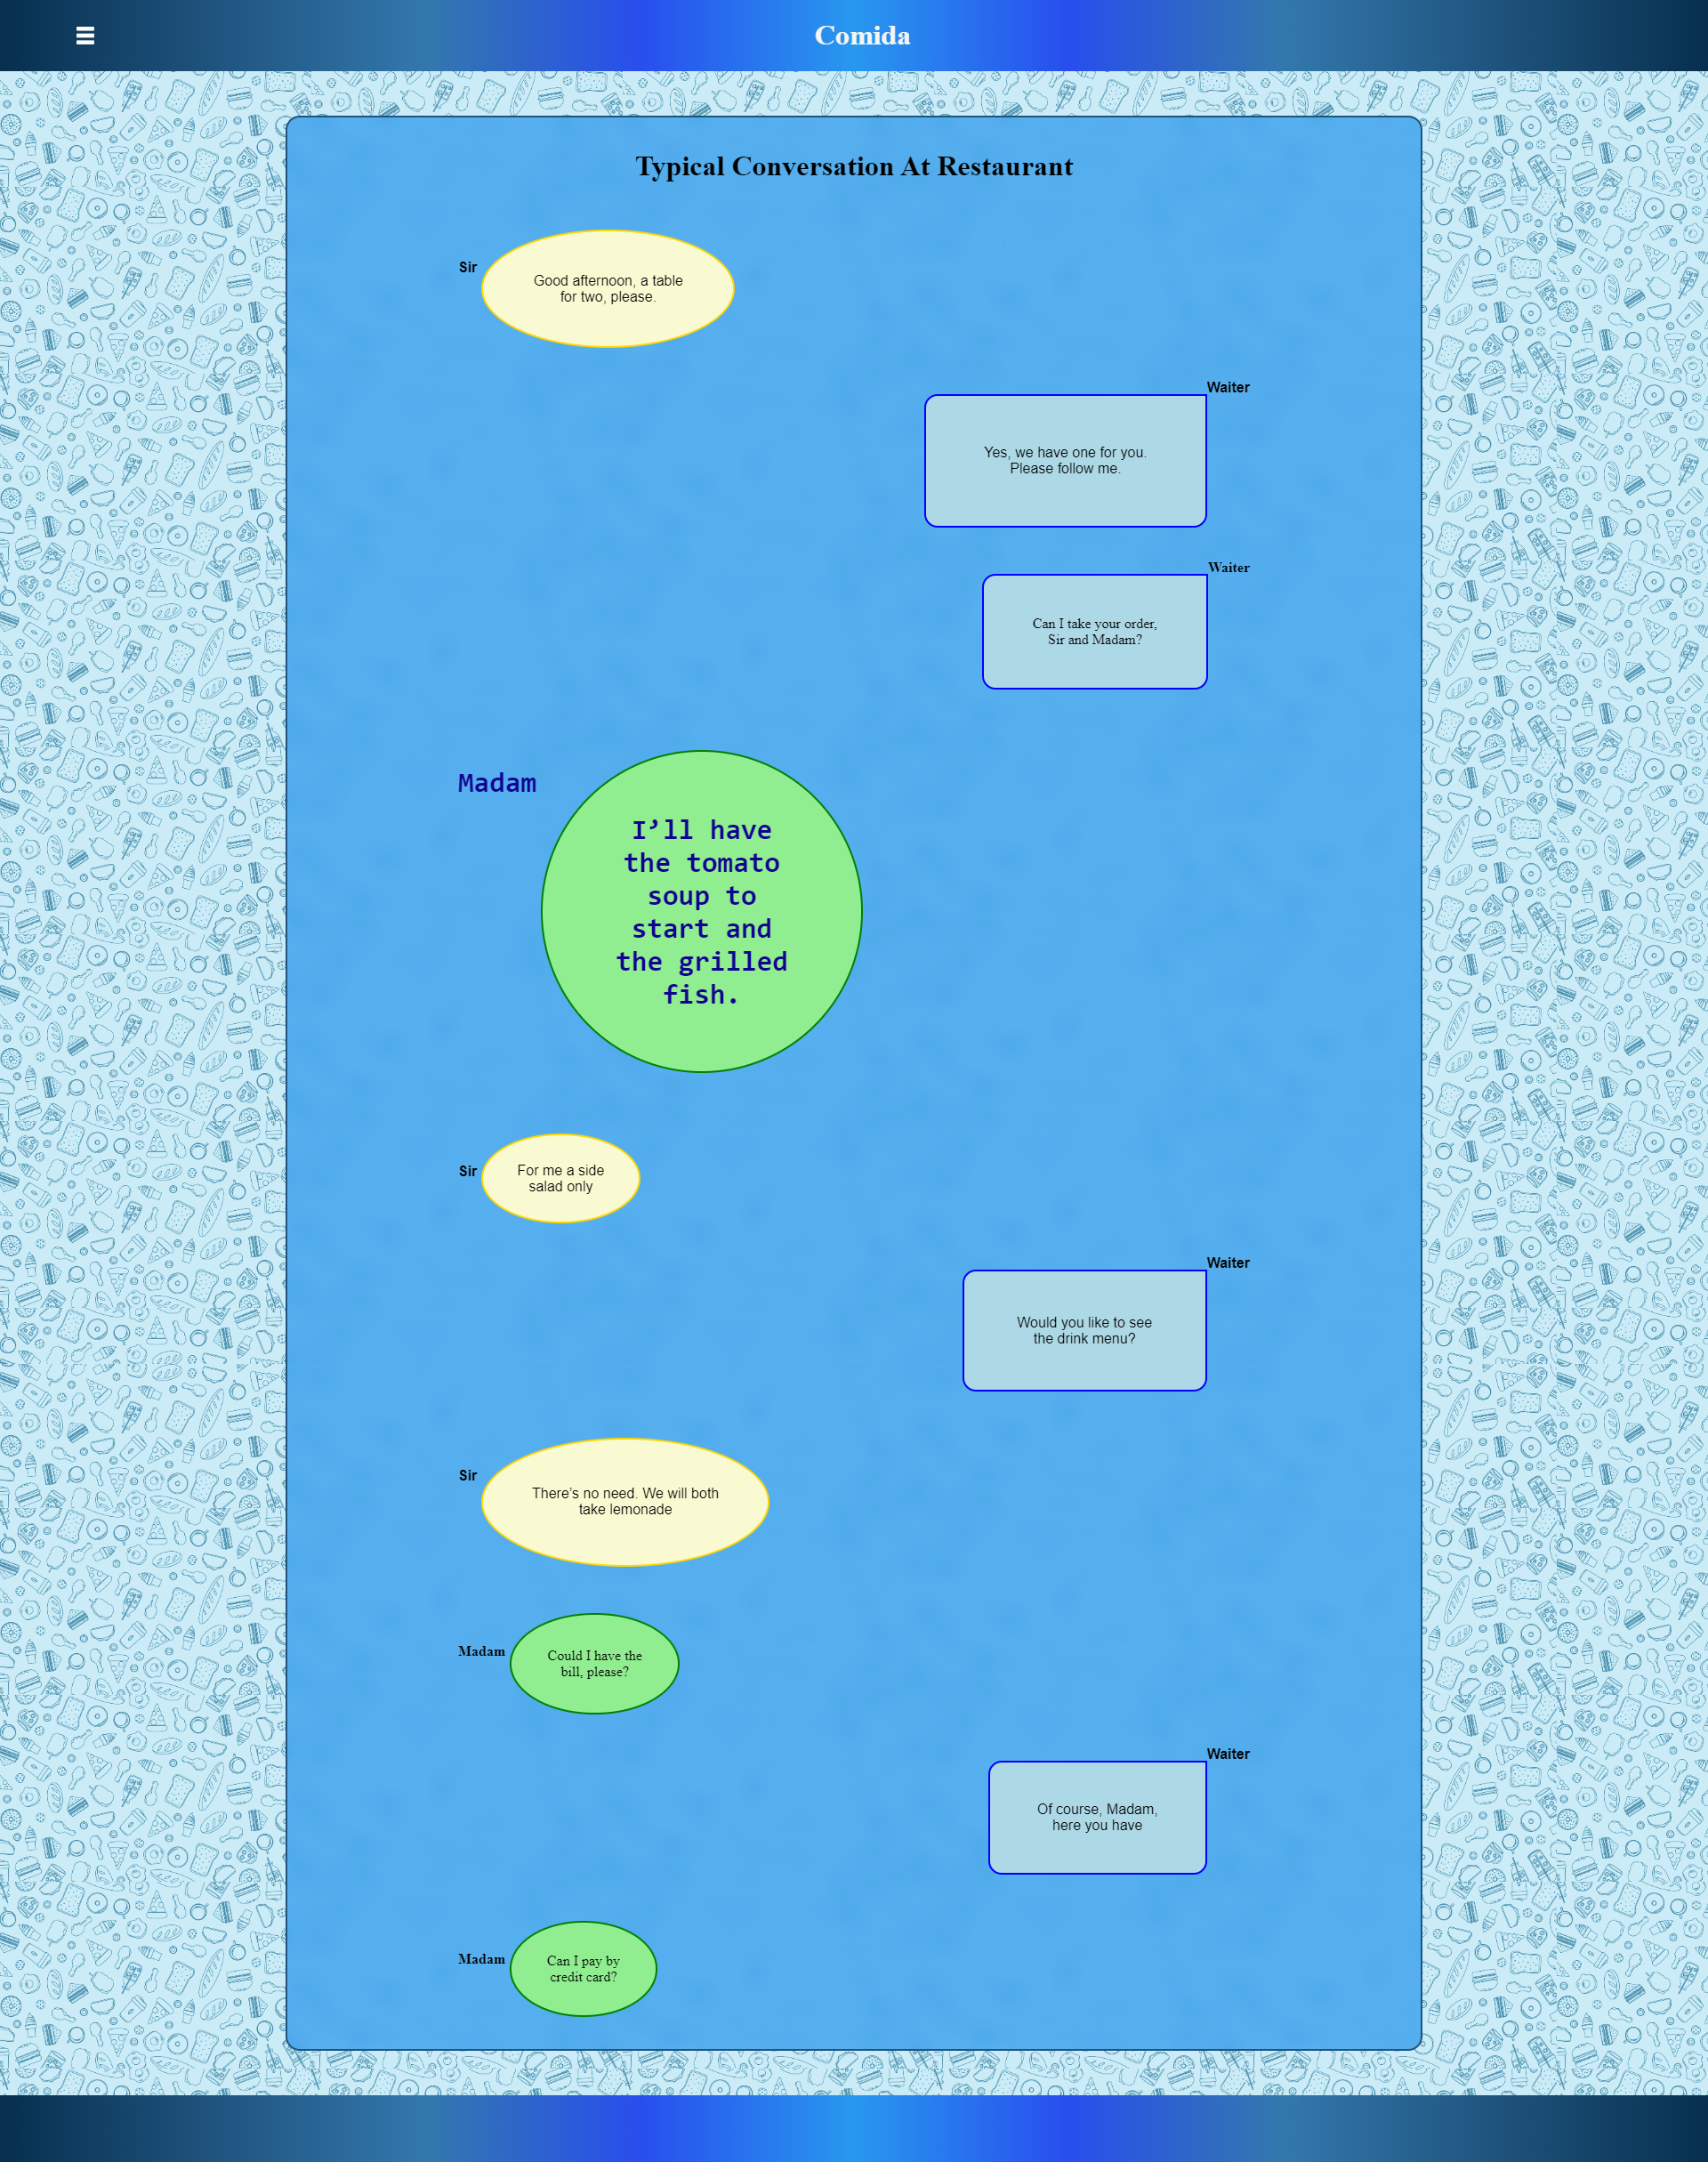 Comida
Typical Conversation At Restaurant
Sir
Good afternoon, a table
for two, please.
Waiter
Yes, we have one for you.
Please follow me.
Waiter
Can I take your order,
Sir and Madam?
Madam
I’ll have
the tomato
soup to
start and
the grilled
fish.
Sir
For me a side
salad only
Waiter
Would you like to see
the drink menu?
Sir
There’s no need. We will both
take lemonade
Madam
Could I have the
bill, please?
Waiter
Of course, Madam,
here you have
Madam
Can I pay by
credit card?